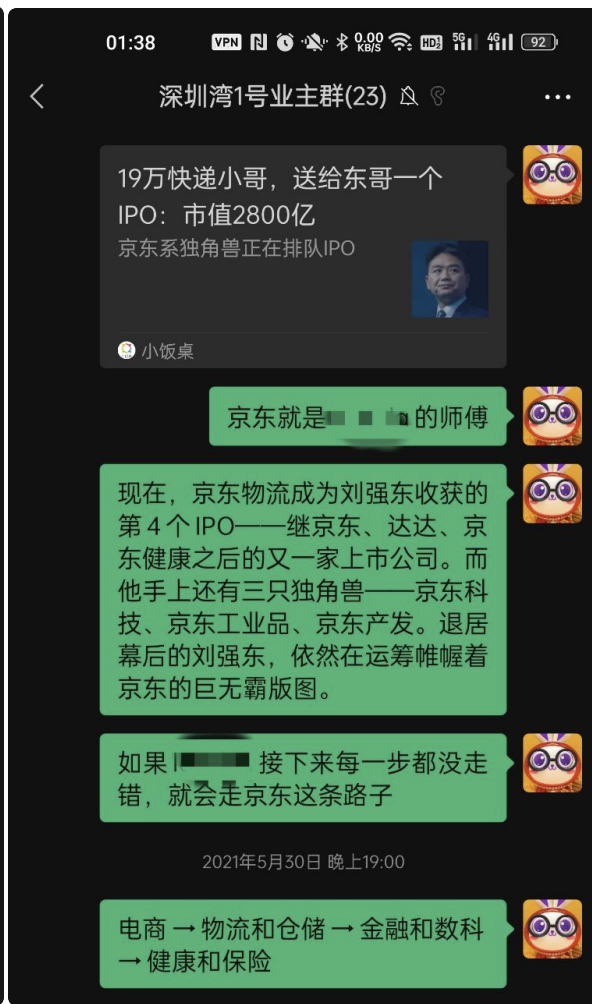 01:38 VPN 0.00 KB/S HD2 5G 4G 92
深圳湾1号业主群(23)
19万快递小哥，送给东哥一个
IPO：市值2800亿
京东系独角兽正在排队IPO
小饭桌
京东就是 的师傅
现在，京东物流成为刘强东收获的
第4个IPO——继京东、达达、京
东健康之后的又一家上市公司。而
他手上还有三只独角兽——京东科
技、京东工业品、京东产发。退居
幕后的刘强东，依然在运筹帷幄着
京东的巨无霸版图。
如果 接下来每一步都没走
错，就会走京东这条路子
2021年5月30日 晚上19:00
电商→物流和仓储→金融和数科
→健康和保险